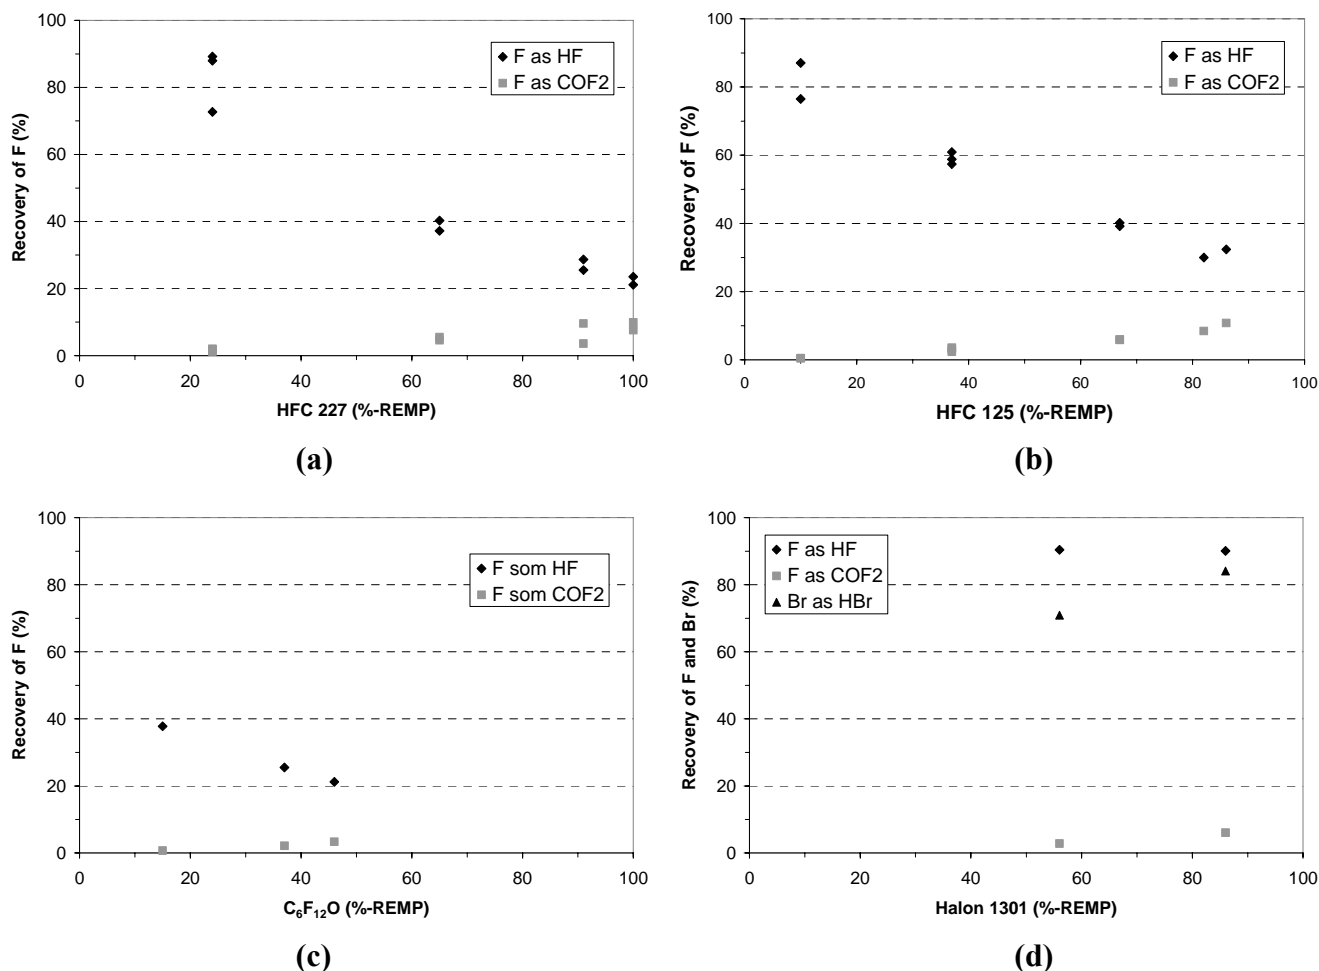 100
80
60
40
20
0
Recovery of F (%)
F as HF
F as COF2
0 20 40 60 80 100
HFC 227 (%-REMP)
(a)
100
80
60
40
20
0
Recovery of F (%)
F as HF
F as COF2
0 20 40 60 80 100
HFC 125 (%-REMP)
(b)
100
80
60
40
20
0
Recovery of F (%)
F som HF
F som COF2
0 20 40 60 80 100
C₆F₁₂O (%-REMP)
(c)
100
80
60
40
20
0
Recovery of F and Br (%)
F as HF
F as COF2
Br as HBr
0 20 40 60 80 100
Halon 1301 (%-REMP)
(d)